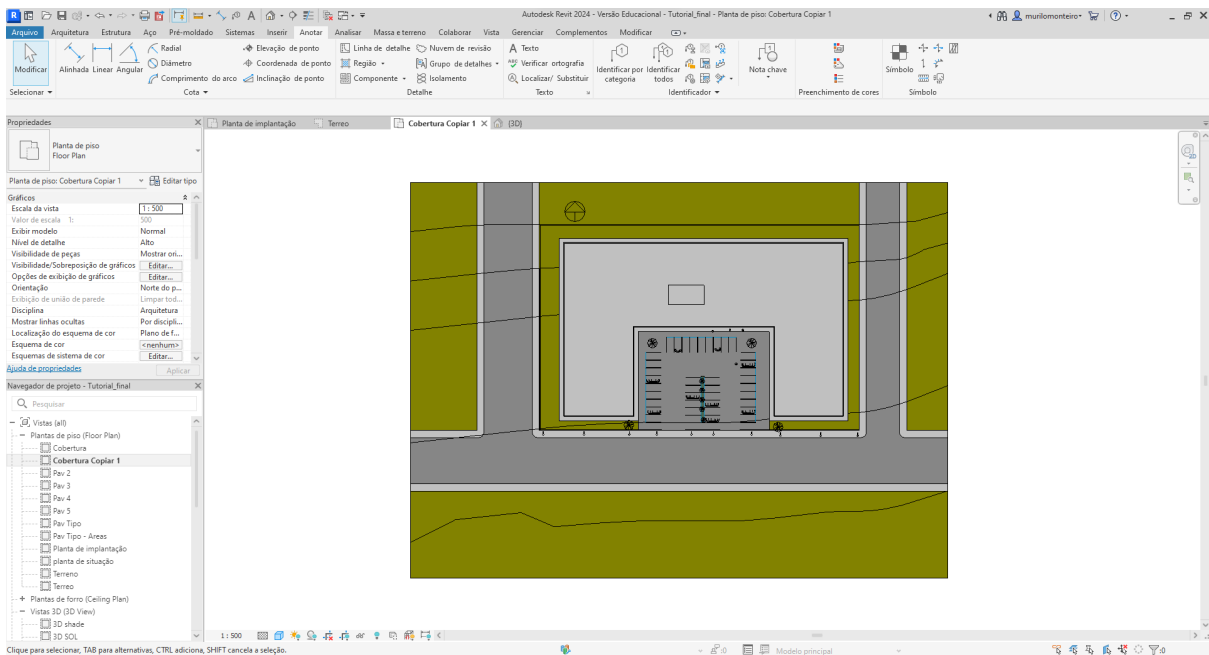 Autodesk Revit 2024 - Versão Educacional - Tutorial_final - Planta de piso: Cobertura Copiar 1
murilomonteiro
Arquivo Arquitetura Estrutura Aço Pré-moldado Sistemas Inserir Anotar Analisar Massa e terreno Colaborar Vista Gerenciar Complementos Modificar
Modificar
Alinhada Linear Angular
Radial
Diâmetro
Comprimento do arco
Elevação de ponto
Coordenada de ponto
Inclinação de ponto
Linha de detalhe
Região
Componente
Nuvem de revisão
Grupo de detalhes
Isolamento
A Texto
Verificar ortografia
Localizar/ Substituir
Identificar por categoria
Identificar todos
Nota chave
Símbolo
Selecionar Cota Detalhe Texto Identificador Preenchimento de cores Símbolo
Propriedades
Planta de implantação Terreo Cobertura Copiar 1 {3D}
Planta de piso
Floor Plan
Planta de piso: Cobertura Copiar 1 Editar tipo
Gráficos
Escala da vista 1 : 500
Valor de escala 1: 500
Exibir modelo Normal
Nível de detalhe Alto
Visibilidade de peças Mostrar ori...
Visibilidade/Sobreposição de gráficos Editar...
Opções de exibição de gráficos Editar...
Orientação Norte do p...
Exibição de união de parede Limpar tod...
Disciplina Arquitetura
Mostrar linhas ocultas Por discipli...
Localização do esquema de cor Plano de f...
Esquema de cor <nenhum>
Esquemas de sistema de cor Editar...
Ajuda de propriedades Aplicar
Navegador de projeto - Tutorial_final
Pesquisar
Vistas (all)
Plantas de piso (Floor Plan)
Cobertura
Cobertura Copiar 1
Pav 2
Pav 3
Pav 4
Pav 5
Pav Tipo
Pav Tipo - Areas
Planta de implantação
planta de situação
Terreno
Terreo
Plantas de forro (Ceiling Plan)
Vistas 3D (3D View)
3D shade
3D SOL
1 : 500
Clique para selecionar, TAB para alternativas, CTRL adiciona, SHIFT cancela a seleção.
:0
Modelo principal
:0